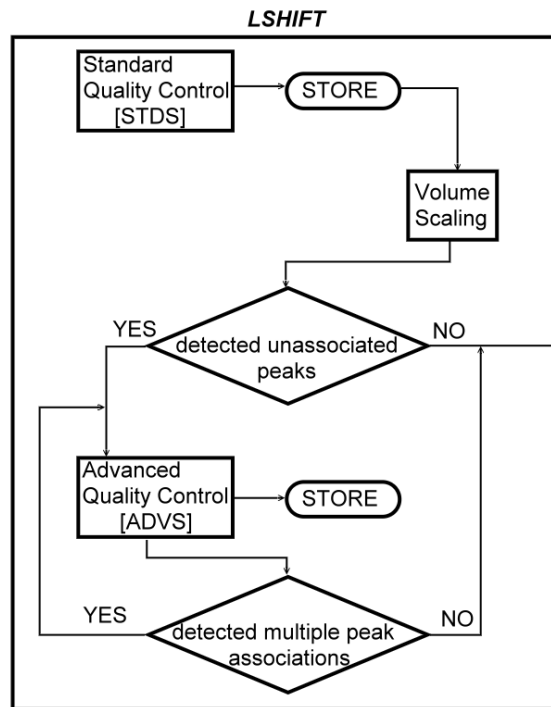 LSHIFT
Standard
Quality Control
[STDS]
STORE
Volume
Scaling
YES
NO
detected unassociated
peaks
Advanced
Quality Control
[ADVS]
STORE
YES
NO
detected multiple peak
associations